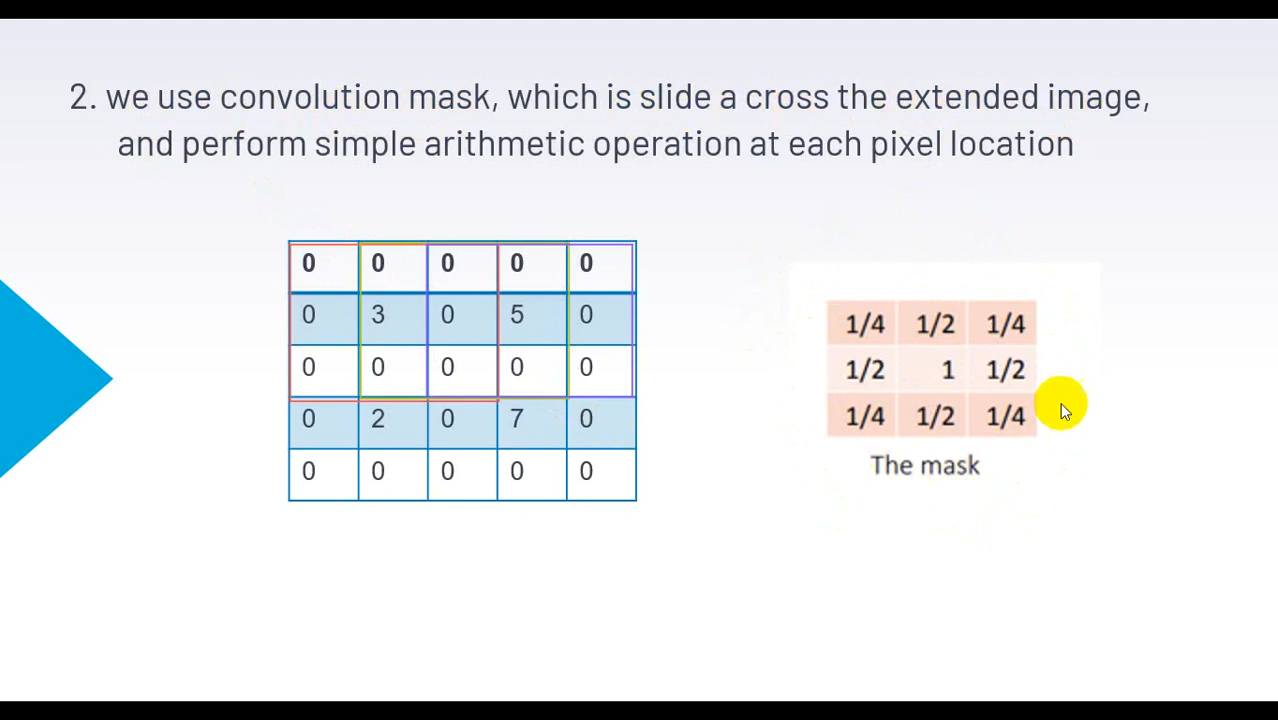 2. we use convolution mask, which is slide a cross the extended image,
and perform simple arithmetic operation at each pixel location
0 0 0 0 0
0 3 0 5 0
0 0 0 0 0
0 2 0 7 0
0 0 0 0 0
1/4 1/2 1/4
1/2 1 1/2
1/4 1/2 1/4
The mask